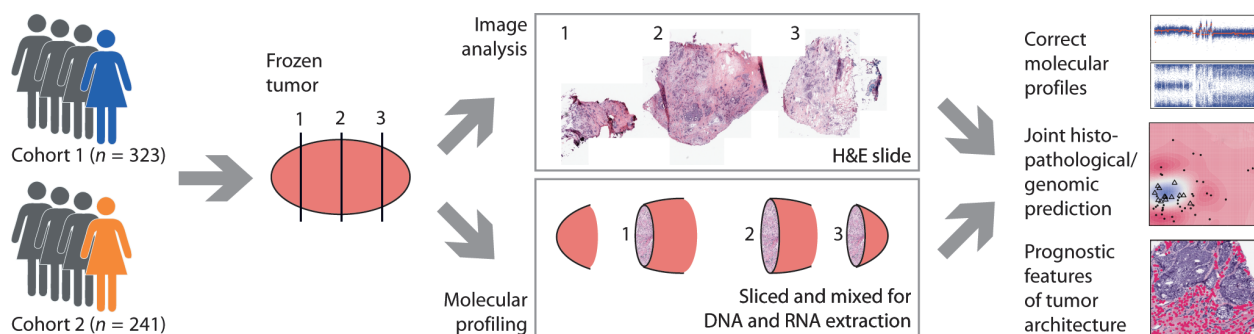 Cohort 1 (n = 323)
Cohort 2 (n = 241)
Frozen
tumor
1 2 3
Image
analysis
1 2 3
H&E slide
Molecular
profiling
1 2 3
Sliced and mixed for
DNA and RNA extraction
Correct
molecular
profiles
Joint histo-
pathological/
genomic
prediction
Prognostic
features
of tumor
architecture